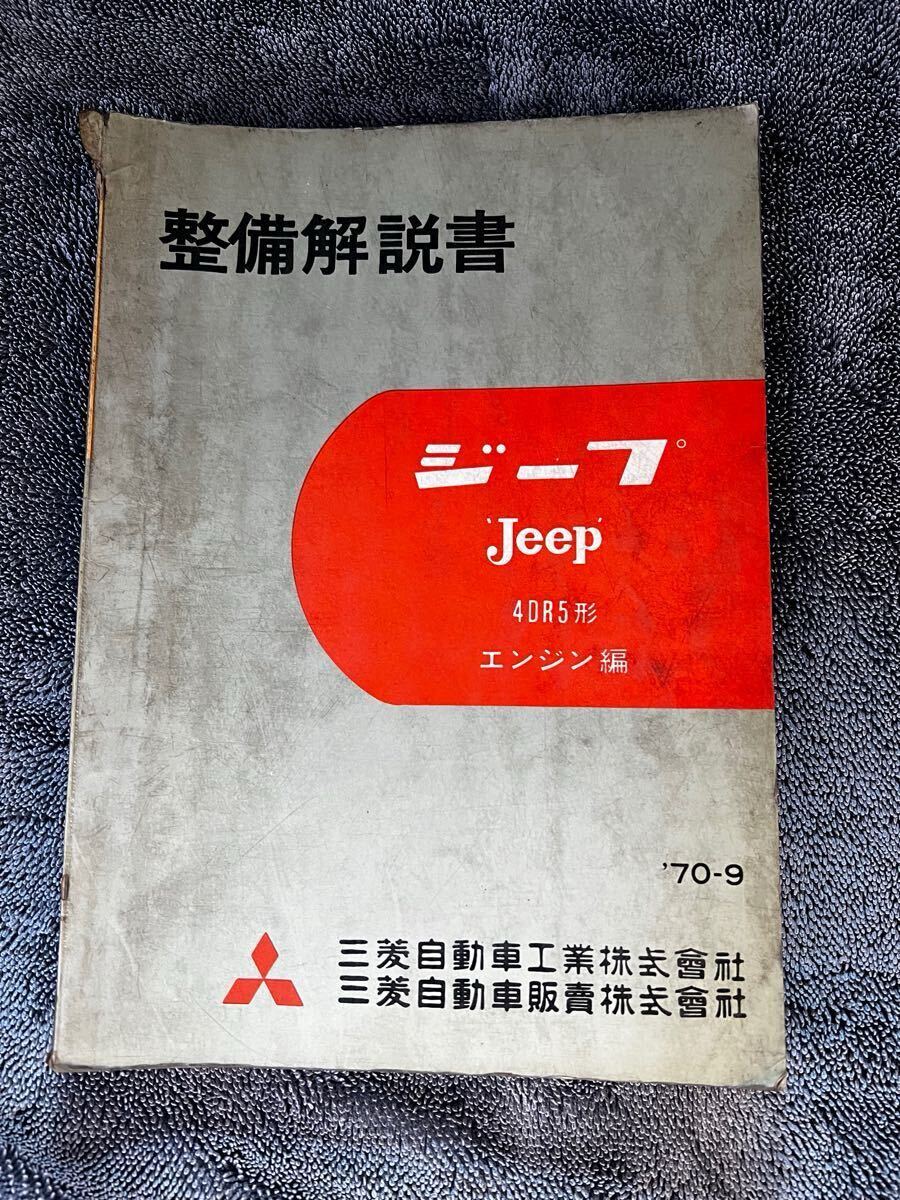 整備解説書
ジープ
'Jeep'
4DR5形
エンジン編
'70-9
三菱自動車工業株式會社
三菱自動車販賣株式會社